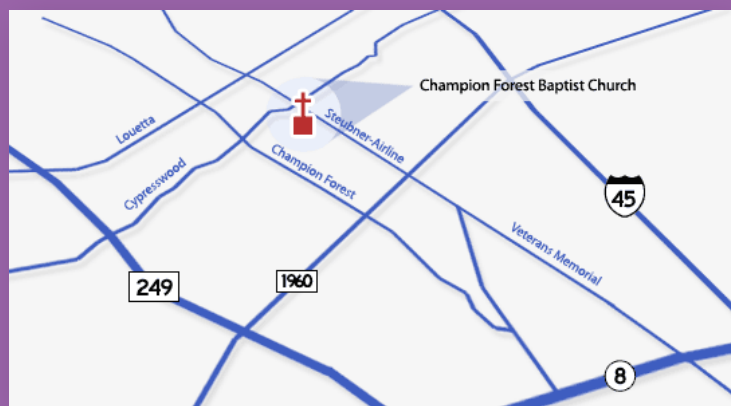 Champion Forest Baptist Church
Louetta
Steubner-Airline
Cypresswood
Champion Forest
45
Veterans Memorial
249
1960
8